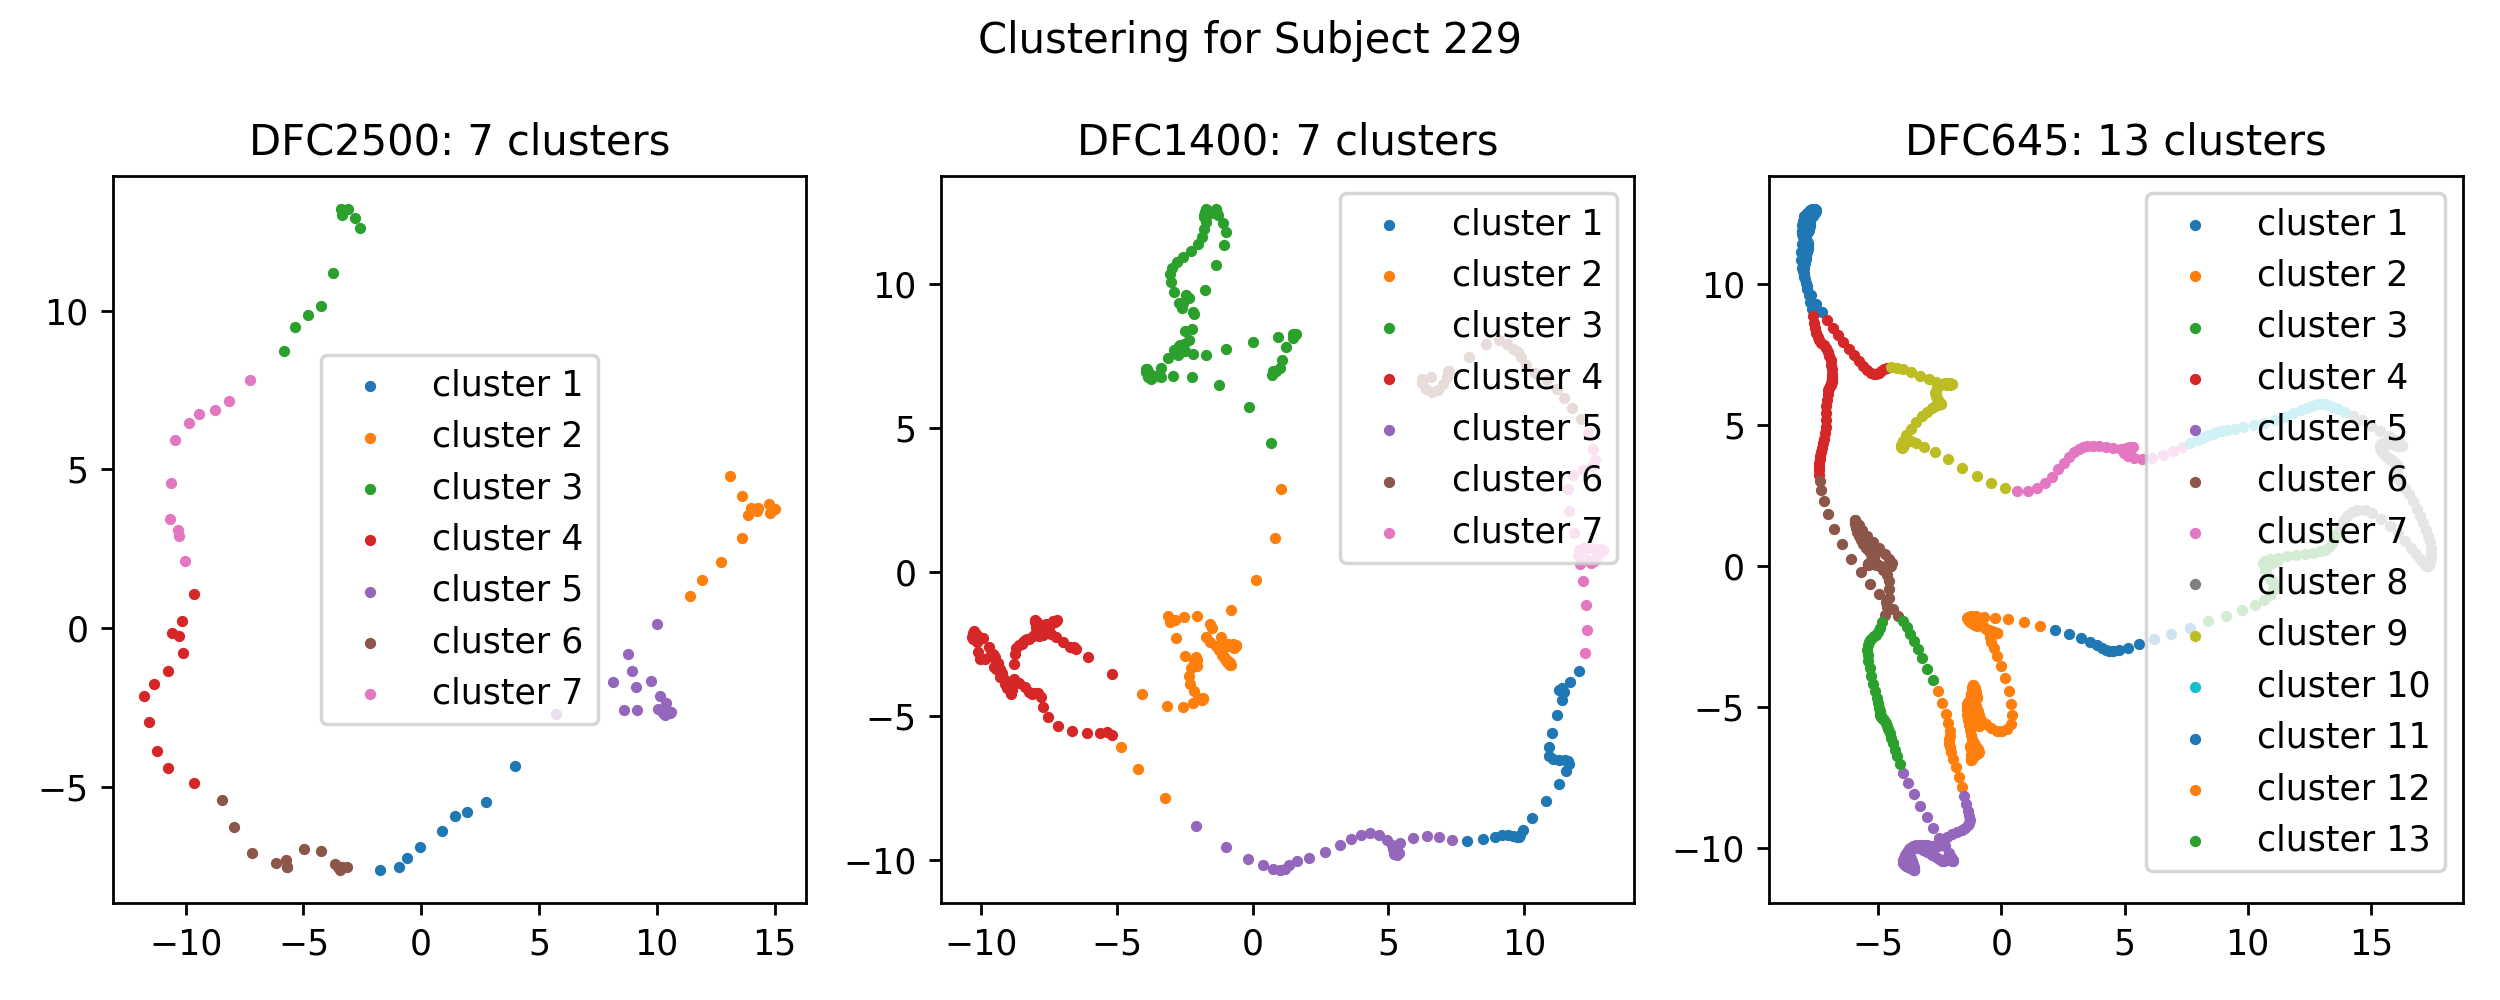 Clustering for Subject 229
DFC2500: 7 clusters
10
5
0
−5
−10
−5
0
5
10
15
cluster 1
cluster 2
cluster 3
cluster 4
cluster 5
cluster 6
cluster 7
DFC1400: 7 clusters
10
5
0
−5
−10
−10
−5
0
5
10
cluster 1
cluster 2
cluster 3
cluster 4
cluster 5
cluster 6
cluster 7
DFC645: 13 clusters
10
5
0
−5
−10
−5
0
5
10
15
cluster 1
cluster 2
cluster 3
cluster 4
cluster 5
cluster 6
cluster 7
cluster 8
cluster 9
cluster 10
cluster 11
cluster 12
cluster 13